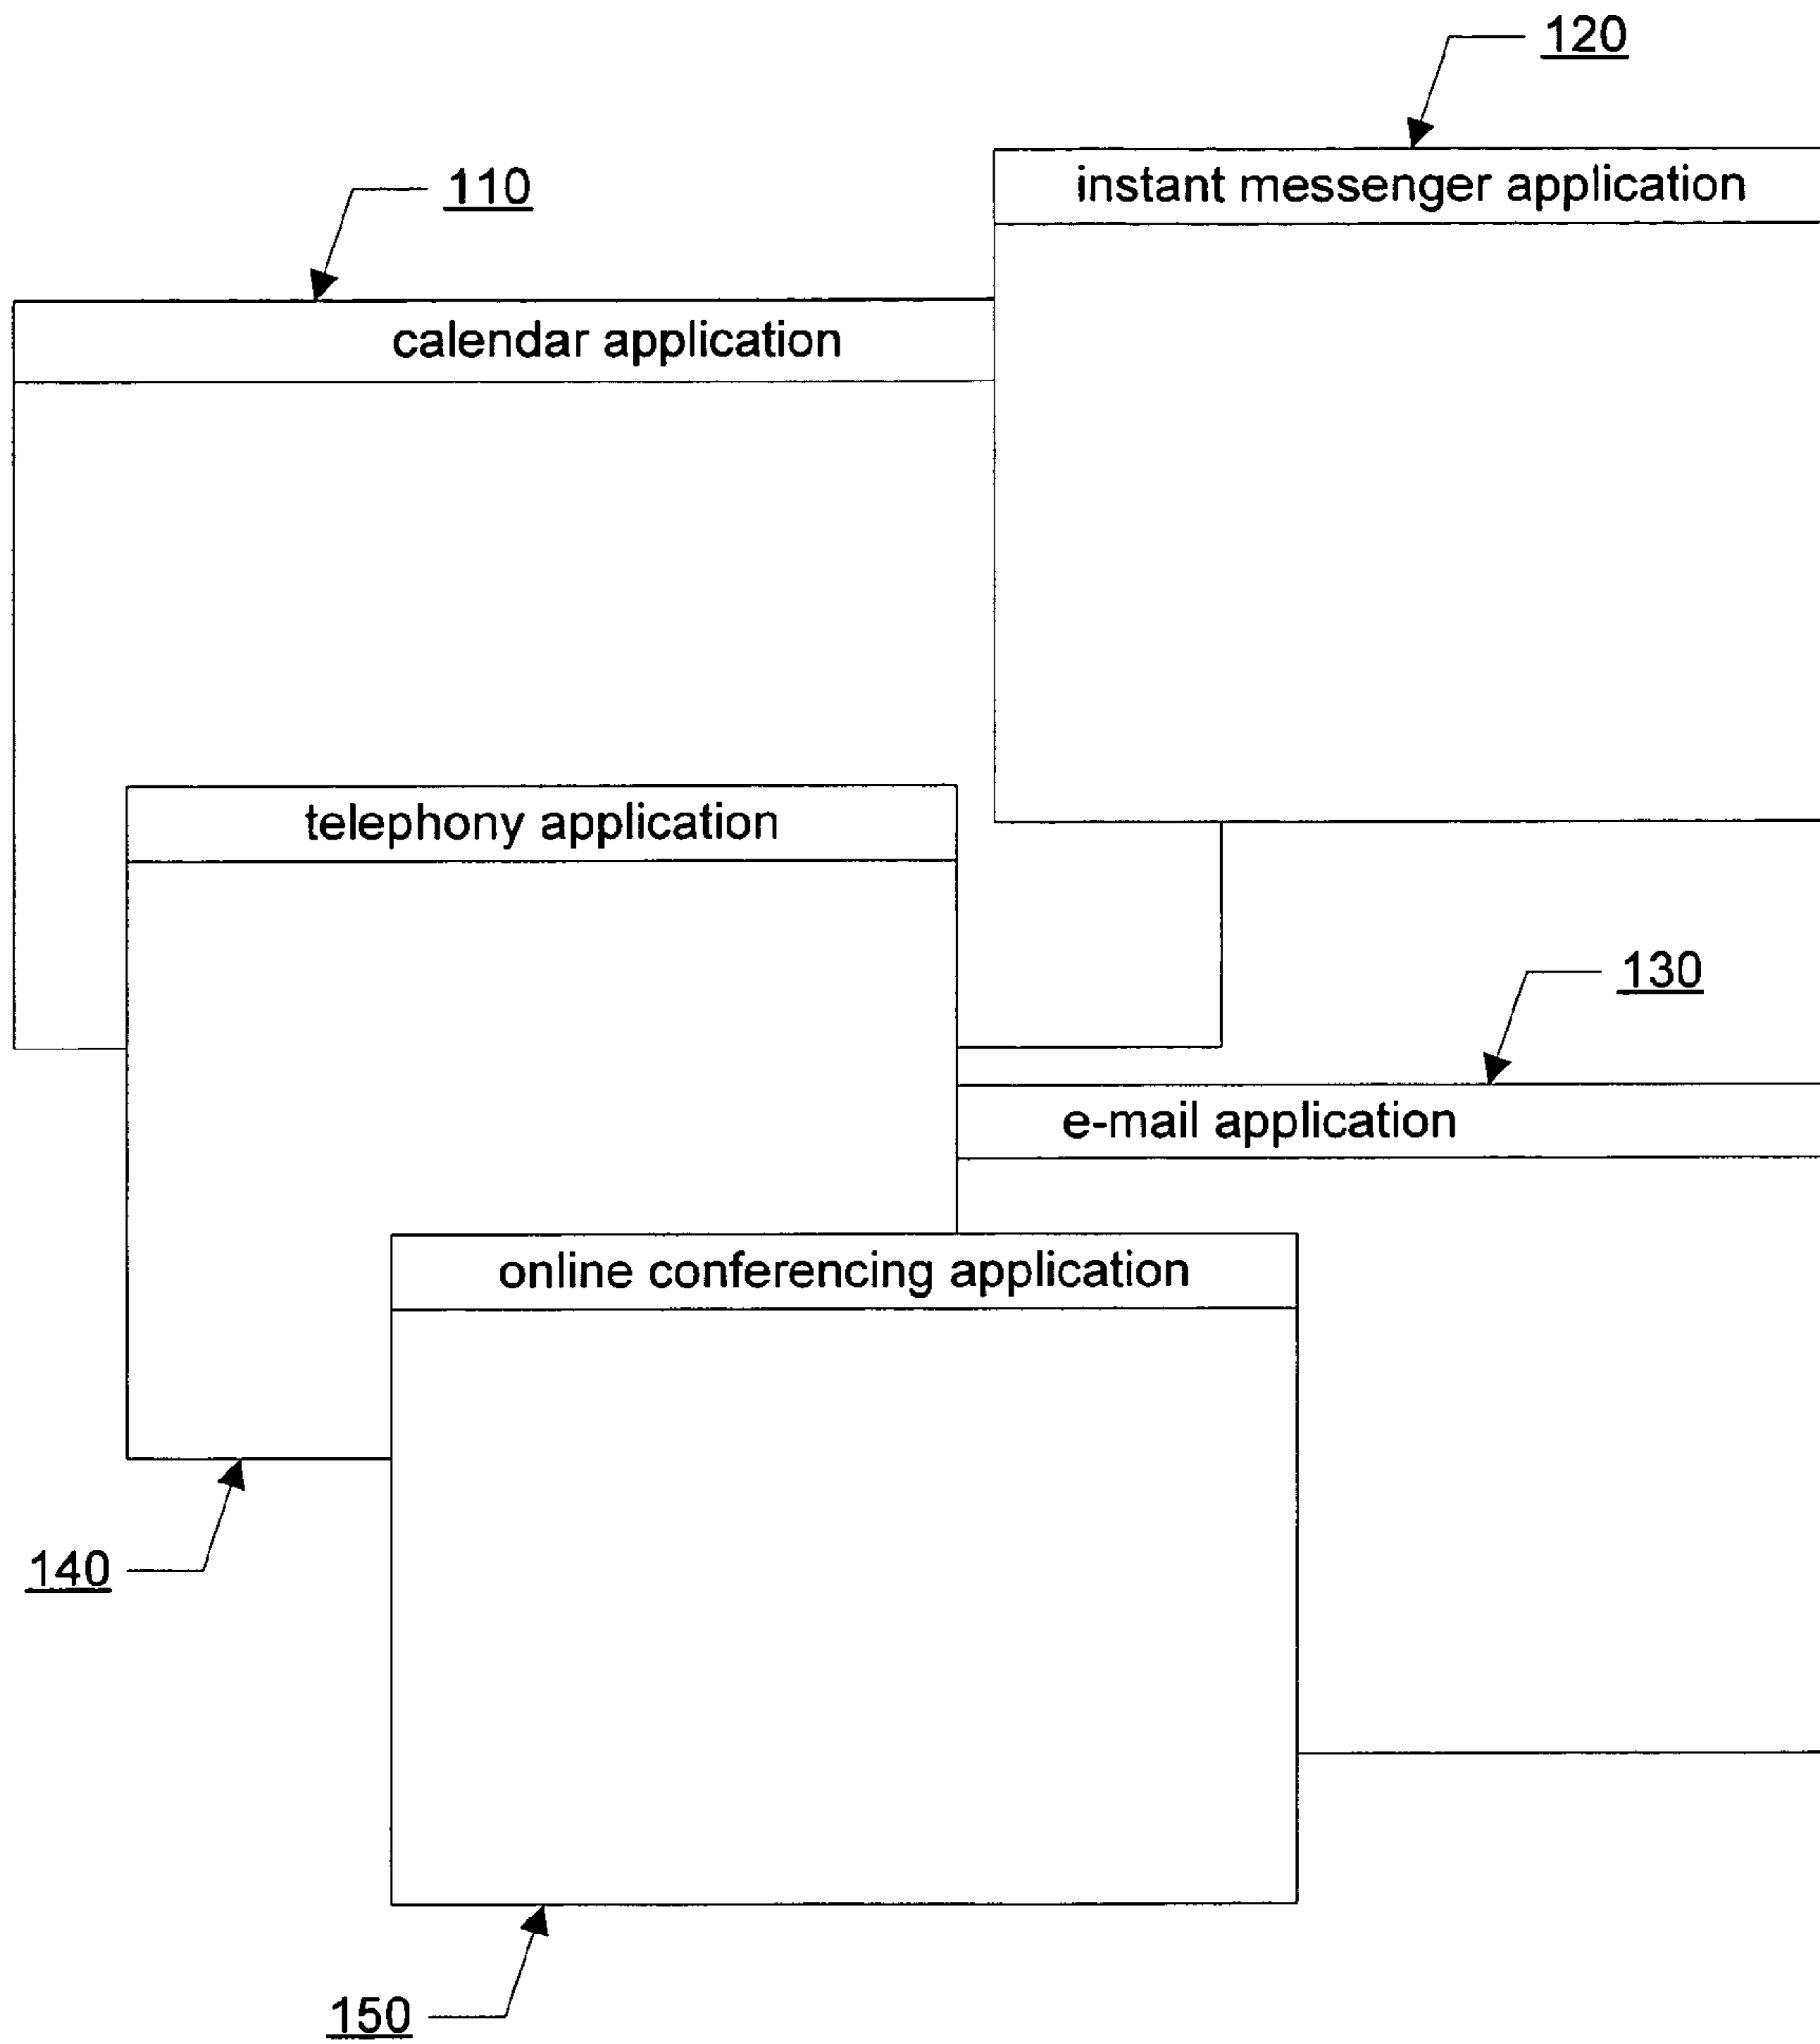 120
instant messenger application
110
calendar application
telephony application
130
e-mail application
online conferencing application
140
150